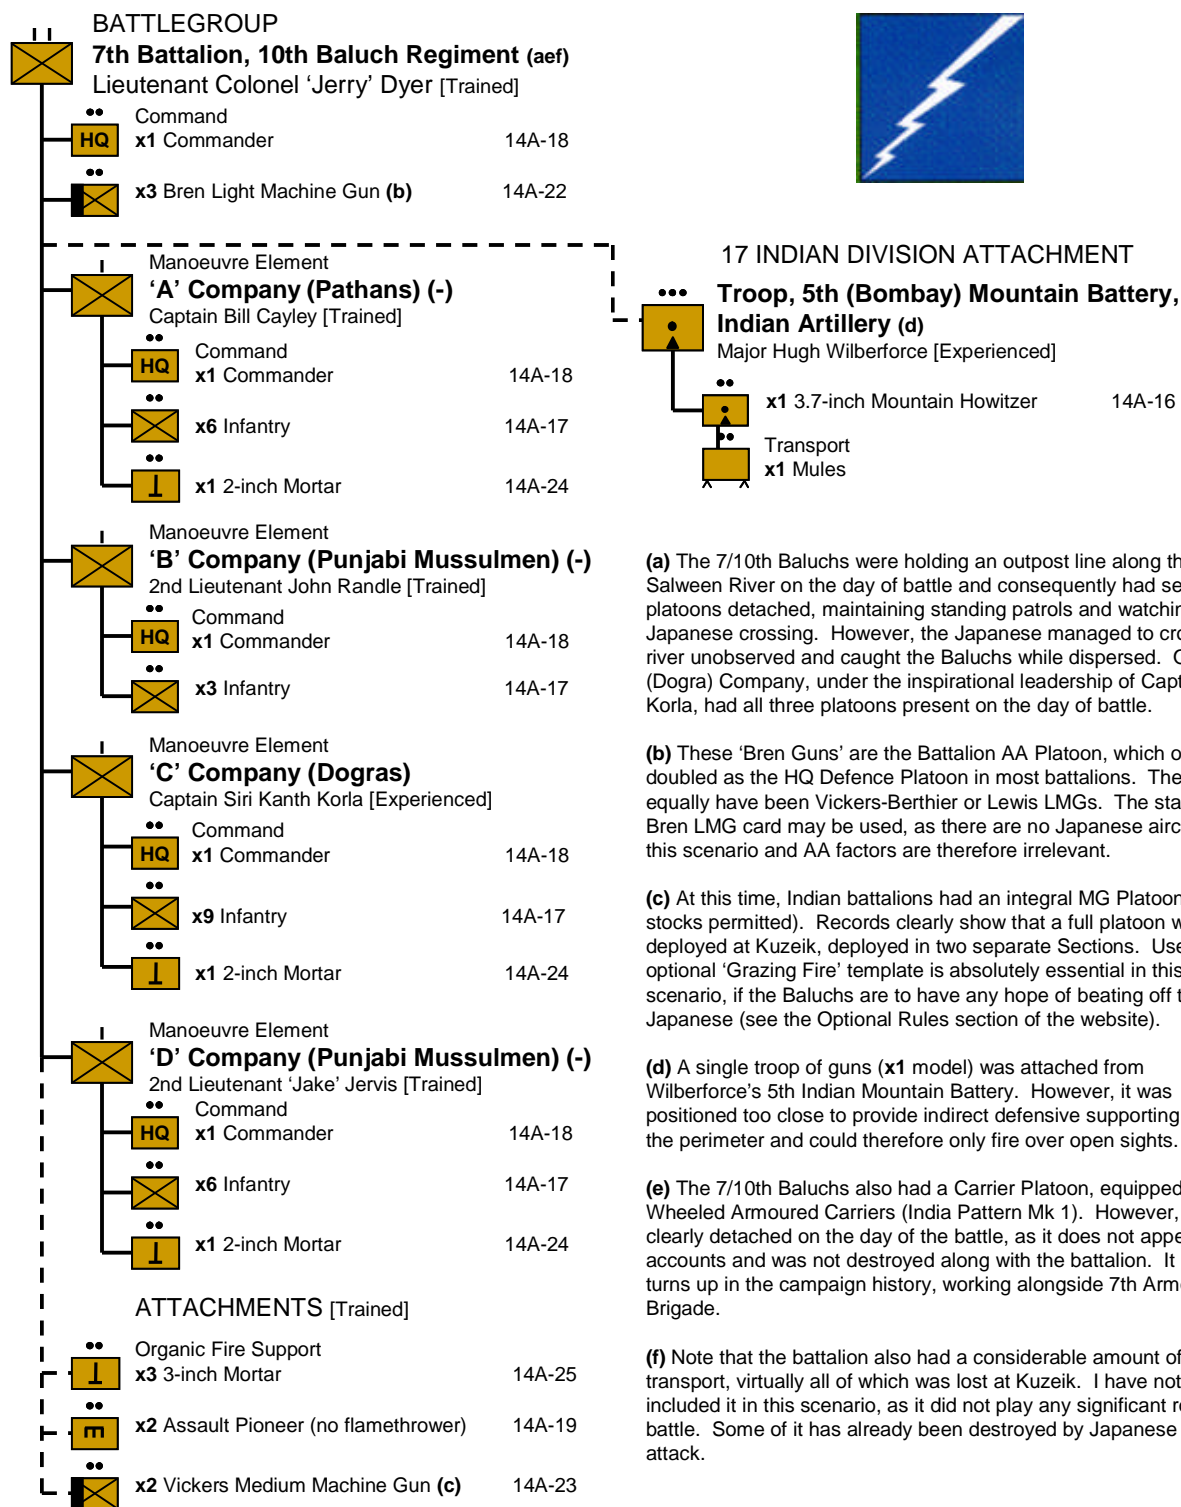 BATTLEGROUP
7th Battalion, 10th Baluch Regiment (aef)
Lieutenant Colonel ‘Jerry’ Dyer [Trained]
Command
HQ x1 Commander 14A-18
x3 Bren Light Machine Gun (b) 14A-22
Manoeuvre Element
‘A’ Company (Pathans) (-)
Captain Bill Cayley [Trained]
Command
HQ x1 Commander 14A-18
x6 Infantry 14A-17
x1 2-inch Mortar 14A-24
Manoeuvre Element
‘B’ Company (Punjabi Mussulmen) (-)
2nd Lieutenant John Randle [Trained]
Command
HQ x1 Commander 14A-18
x3 Infantry 14A-17
Manoeuvre Element
‘C’ Company (Dogras)
Captain Siri Kanth Korla [Experienced]
Command
HQ x1 Commander 14A-18
x9 Infantry 14A-17
x1 2-inch Mortar 14A-24
Manoeuvre Element
‘D’ Company (Punjabi Mussulmen) (-)
2nd Lieutenant ‘Jake’ Jervis [Trained]
Command
HQ x1 Commander 14A-18
x6 Infantry 14A-17
x1 2-inch Mortar 14A-24
ATTACHMENTS [Trained]
Organic Fire Support
x3 3-inch Mortar 14A-25
x2 Assault Pioneer (no flamethrower) 14A-19
x2 Vickers Medium Machine Gun (c) 14A-23
17 INDIAN DIVISION ATTACHMENT
Troop, 5th (Bombay) Mountain Battery,
Indian Artillery (d)
Major Hugh Wilberforce [Experienced]
x1 3.7-inch Mountain Howitzer 14A-16
Transport
x1 Mules
(a) The 7/10th Baluchs were holding an outpost line along th
Salween River on the day of battle and consequently had se
platoons detached, maintaining standing patrols and watchin
Japanese crossing. However, the Japanese managed to cro
river unobserved and caught the Baluchs while dispersed.
(Dogra) Company, under the inspirational leadership of Capt
Korla, had all three platoons present on the day of battle.
(b) These ‘Bren Guns’ are the Battalion AA Platoon, which o
doubled as the HQ Defence Platoon in most battalions. The
equally have been Vickers-Berthier or Lewis LMGs. The sta
Bren LMG card may be used, as there are no Japanese airc
this scenario and AA factors are therefore irrelevant.
(c) At this time, Indian battalions had an integral MG Platoon
stocks permitted). Records clearly show that a full platoon w
deployed at Kuzeik, deployed in two separate Sections. Use
optional ‘Grazing Fire’ template is absolutely essential in this
scenario, if the Baluchs are to have any hope of beating off t
Japanese (see the Optional Rules section of the website).
(d) A single troop of guns (x1 model) was attached from
Wilberforce’s 5th Indian Mountain Battery. However, it was
positioned too close to provide indirect defensive supporting
the perimeter and could therefore only fire over open sights.
(e) The 7/10th Baluchs also had a Carrier Platoon, equipped
Wheeled Armoured Carriers (India Pattern Mk 1). However,
clearly detached on the day of the battle, as it does not appe
accounts and was not destroyed along with the battalion. It
turns up in the campaign history, working alongside 7th Arm
Brigade.
(f) Note that the battalion also had a considerable amount of
transport, virtually all of which was lost at Kuzeik. I have not
included it in this scenario, as it did not play any significant r
battle. Some of it has already been destroyed by Japanese
attack.